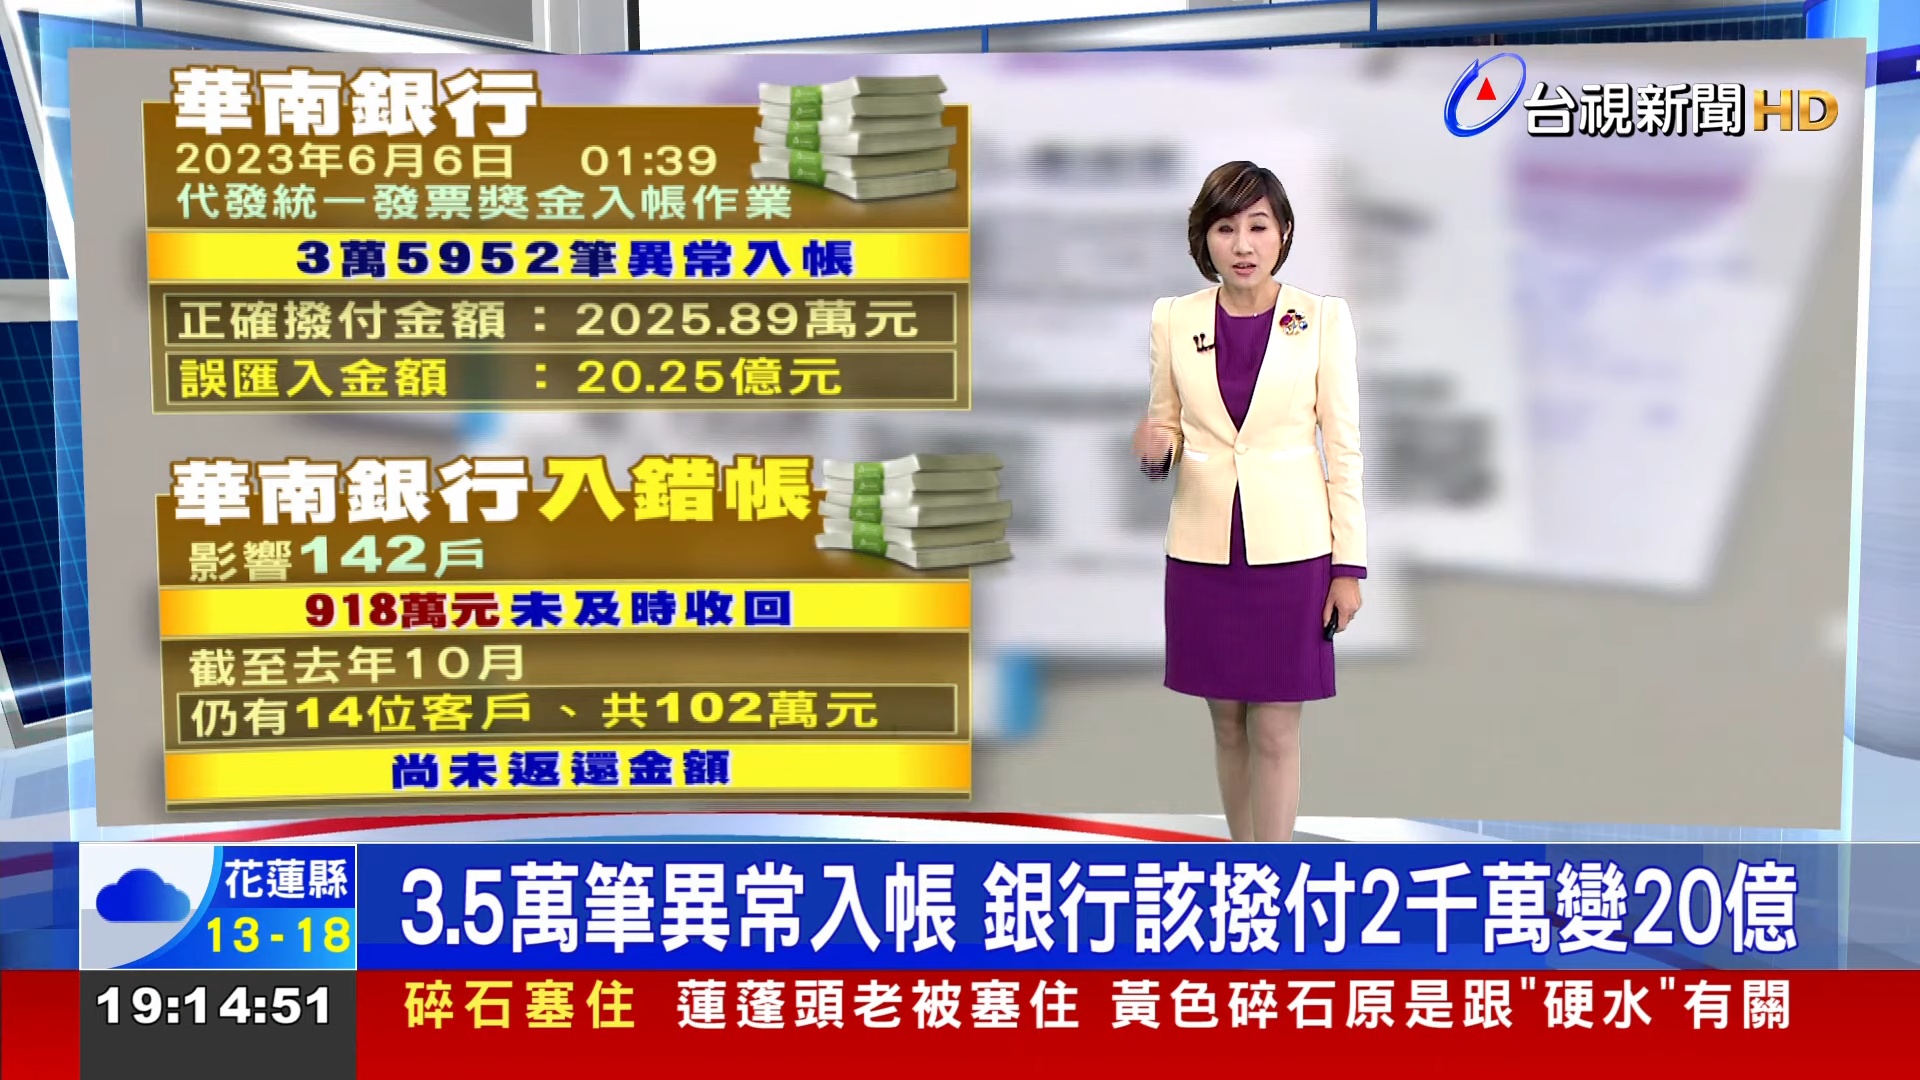 華南銀行
2023年6月6日 01:39
代發統一發票獎金入帳作業
3萬5952筆異常入帳
正確撥付金額：2025.89萬元
誤匯入金額：20.25億元
華南銀行入錯帳
影響142戶
918萬元未及時收回
截至去年10月
仍有14位客戶、共102萬元
尚未返還金額
台視新聞HD
花蓮縣
13-18
3.5萬筆異常入帳 銀行該撥付2千萬變20億
19:14:51
碎石塞住 蓮蓬頭老被塞住 黃色碎石原是跟"硬水"有關